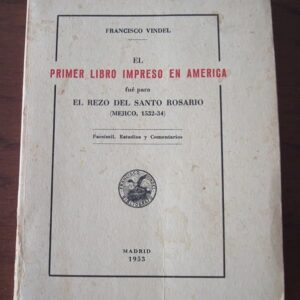 FRANCISCO VINDEL
EL
PRIMER LIBRO IMPRESO EN AMERICA
fué para
EL REZO DEL SANTO ROSARIO
(MEJICO, 1532-34)
Facsímil, Estudios y Comentarios
MADRID
1953